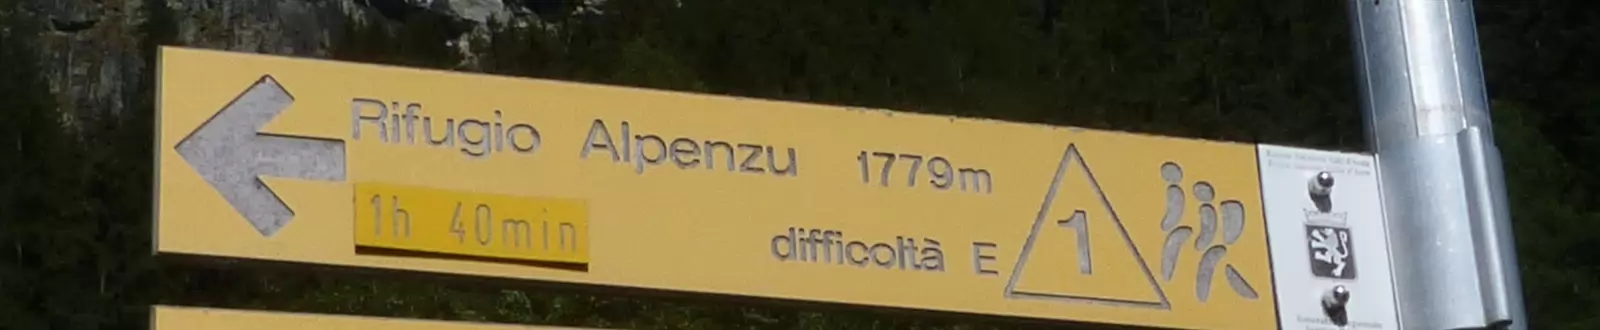 Rifugio Alpenzu 1779m
1h 40min
difficoltà E
1